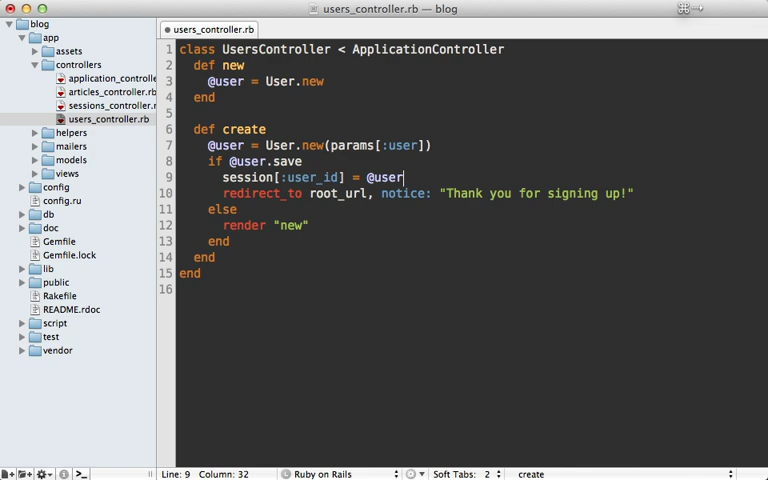 users_controller.rb — blog
⌘→
blog
app
assets
controllers
application_controlle
articles_controller.rb
sessions_controller.r
users_controller.rb
helpers
mailers
models
views
config
config.ru
db
doc
Gemfile
Gemfile.lock
lib
public
Rakefile
README.rdoc
script
test
vendor
users_controller.rb
1 class UsersController < ApplicationController
2   def new
3     @user = User.new
4   end
5
6   def create
7     @user = User.new(params[:user])
8     if @user.save
9       session[:user_id] = @user
10       redirect_to root_url, notice: "Thank you for signing up!"
11     else
12       render "new"
13     end
14   end
15 end
16
Line: 9 Column: 32 Ruby on Rails Soft Tabs: 2 create